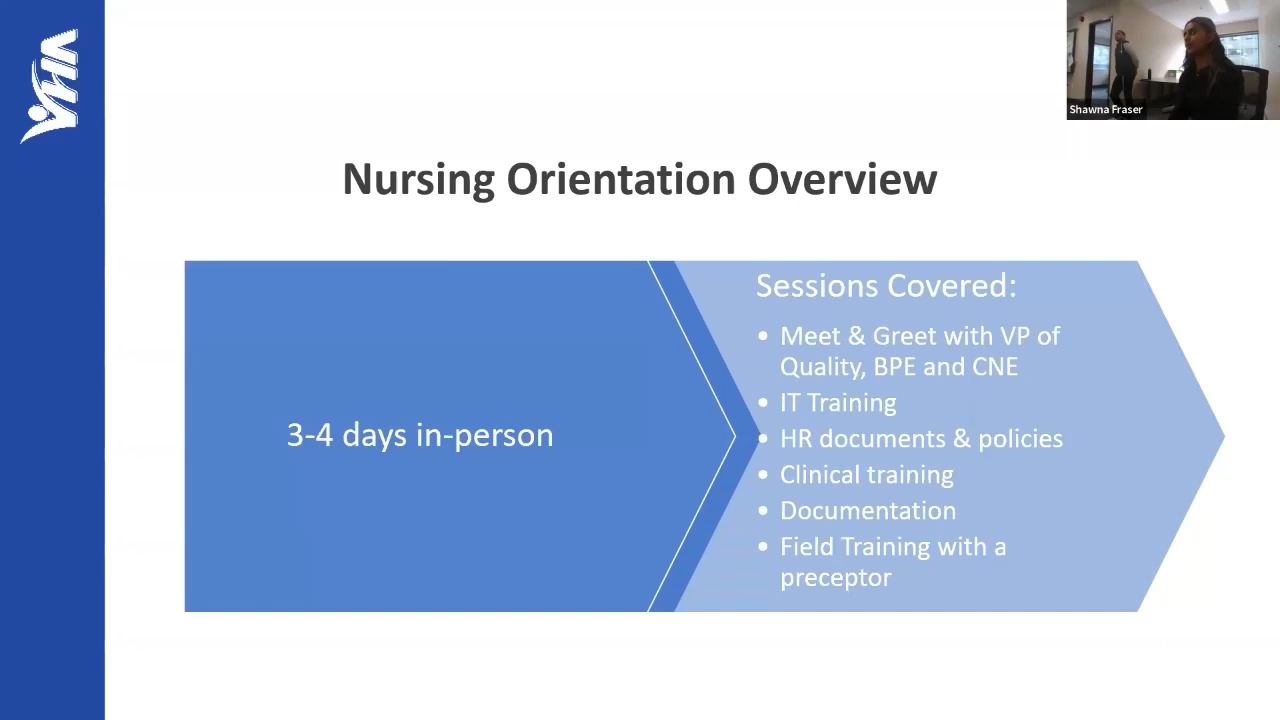 VHA
Shawna Fraser
Nursing Orientation Overview
3-4 days in-person
Sessions Covered:
• Meet & Greet with VP of
Quality, BPE and CNE
• IT Training
• HR documents & policies
• Clinical training
• Documentation
• Field Training with a
preceptor